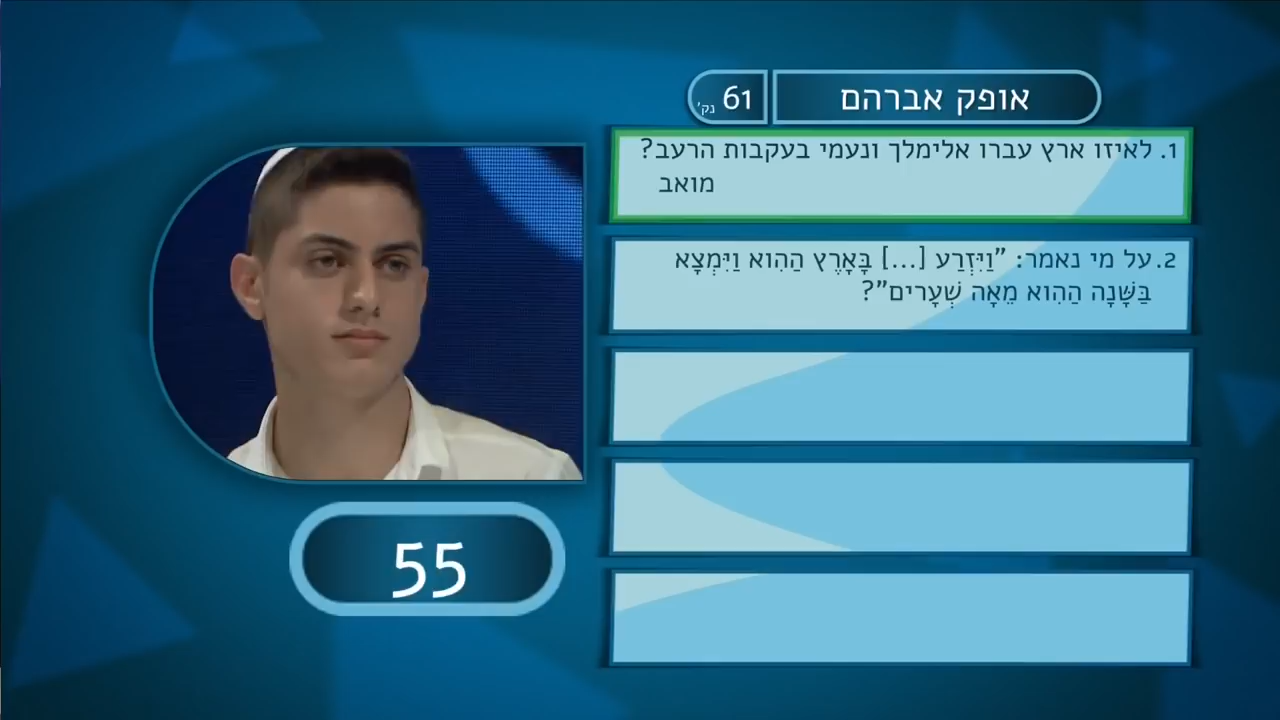 אופק אברהם
61 נק'
1. לאיזו ארץ עברו אלימלך ונעמי בעקבות הרעב?
מואב
2. על מי נאמר: "וַיִּזְרַע [...] בָּאָרֶץ הַהִוא וַיִּמְצָא
בַּשָּׁנָה הַהִוא מֵאָה שְׁעָרִים"?
55